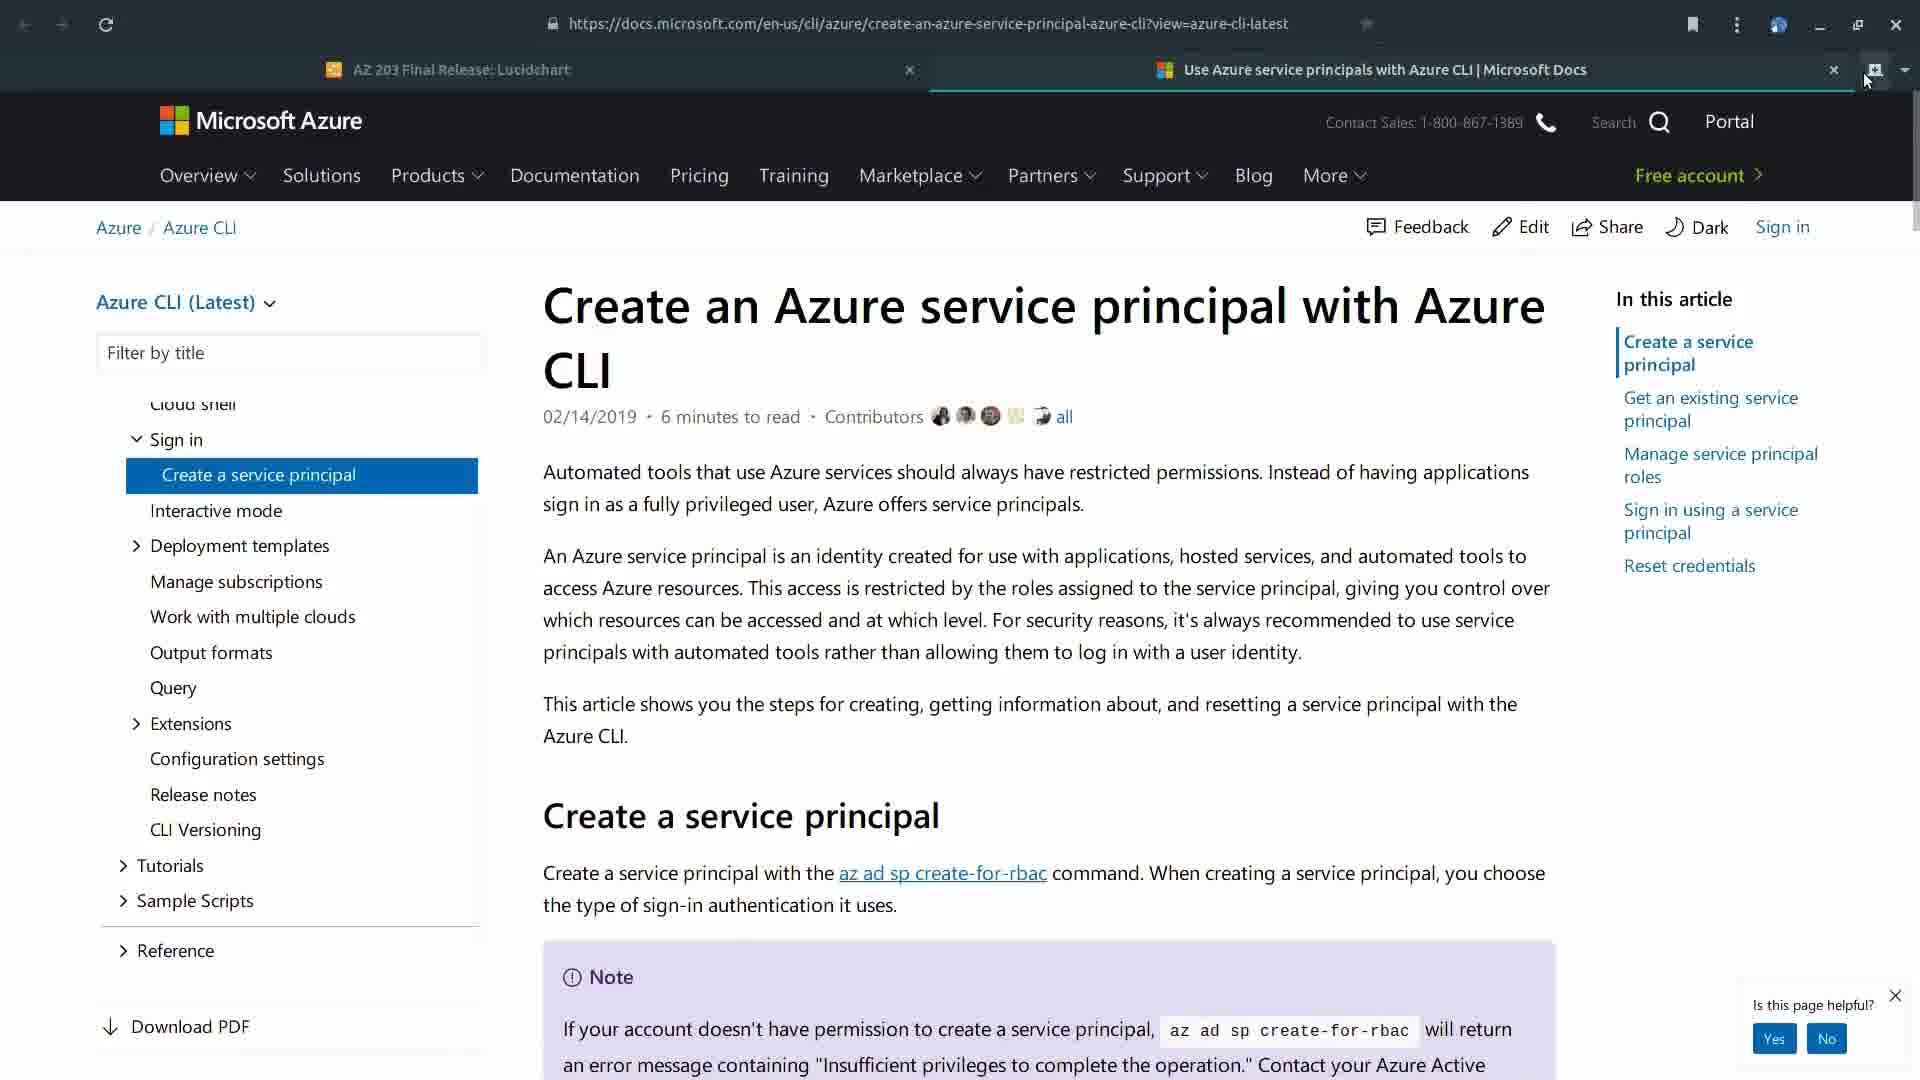 https://docs.microsoft.com/en-us/cli/azure/create-an-azure-service-principal-azure-cli?view=azure-cli-latest
AZ 203 Final Release: Lucidchart
Use Azure service principals with Azure CLI | Microsoft Docs
Microsoft Azure
Contact Sales: 1-800-867-1389
Search
Portal
Overview
Solutions
Products
Documentation
Pricing
Training
Marketplace
Partners
Support
Blog
More
Free account
Azure / Azure CLI
Feedback
Edit
Share
Dark
Sign in
Azure CLI (Latest)
Filter by title
Cloud shell
Sign in
Create a service principal
Interactive mode
Deployment templates
Manage subscriptions
Work with multiple clouds
Output formats
Query
Extensions
Configuration settings
Release notes
CLI Versioning
Tutorials
Sample Scripts
Reference
Download PDF
Create an Azure service principal with Azure
CLI
02/14/2019 • 6 minutes to read • Contributors all
Automated tools that use Azure services should always have restricted permissions. Instead of having applications
sign in as a fully privileged user, Azure offers service principals.
An Azure service principal is an identity created for use with applications, hosted services, and automated tools to
access Azure resources. This access is restricted by the roles assigned to the service principal, giving you control over
which resources can be accessed and at which level. For security reasons, it's always recommended to use service
principals with automated tools rather than allowing them to log in with a user identity.
This article shows you the steps for creating, getting information about, and resetting a service principal with the
Azure CLI.
Create a service principal
Create a service principal with the az ad sp create-for-rbac command. When creating a service principal, you choose
the type of sign-in authentication it uses.
Note
If your account doesn't have permission to create a service principal, az ad sp create-for-rbac will return
an error message containing "Insufficient privileges to complete the operation." Contact your Azure Active
In this article
Create a service
principal
Get an existing service
principal
Manage service principal
roles
Sign in using a service
principal
Reset credentials
Is this page helpful?
Yes
No